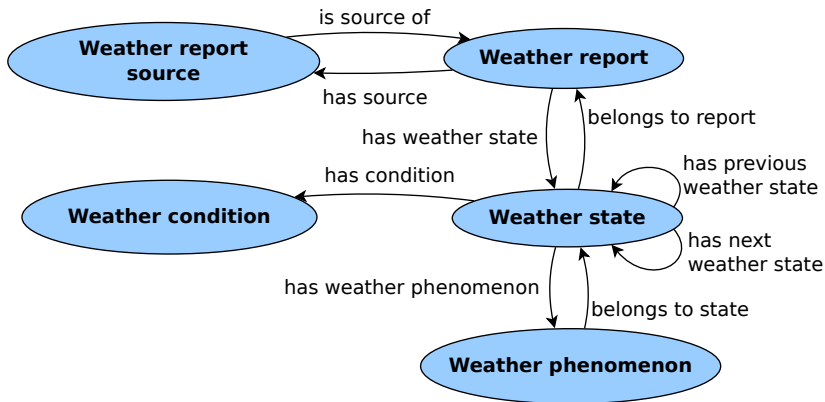 is source of
Weather report
source
Weather report
has source
has weather state
belongs to report
has condition
has previous
weather state
Weather condition
Weather state
has next
weather state
has weather phenomenon
belongs to state
Weather phenomenon